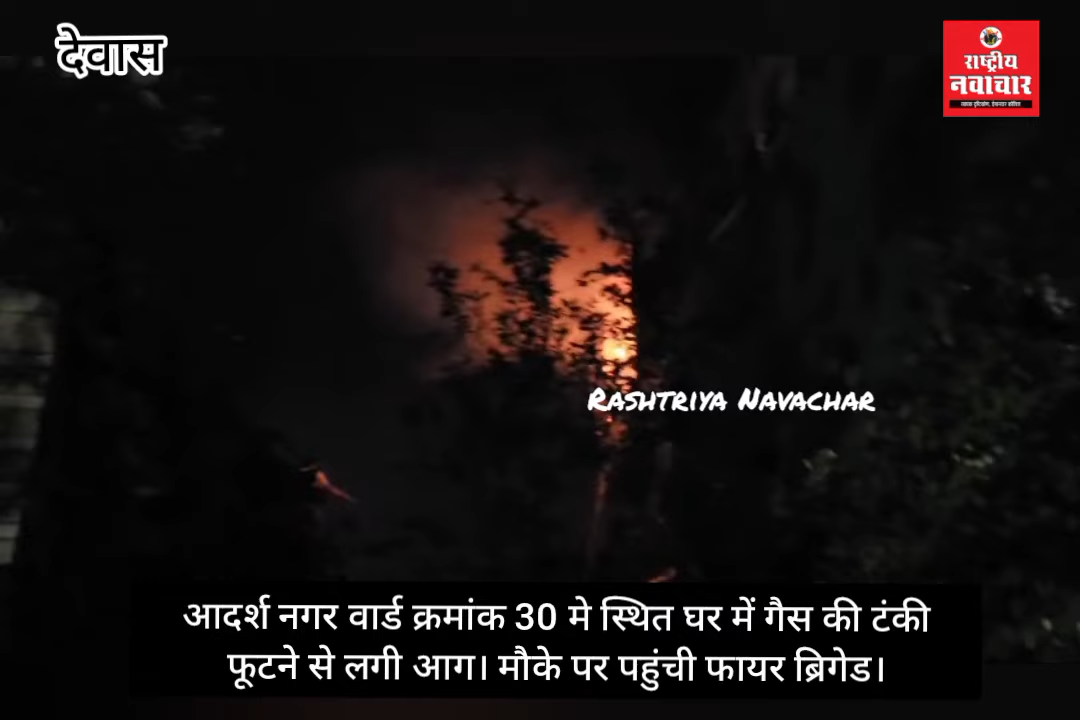 देवास
राष्ट्रीय
नवाचार
Rashtriya Navachar
आदर्श नगर वार्ड क्रमांक 30 मे स्थित घर में गैस की टंकी
फूटने से लगी आग। मौके पर पहुंची फायर ब्रिगेड।